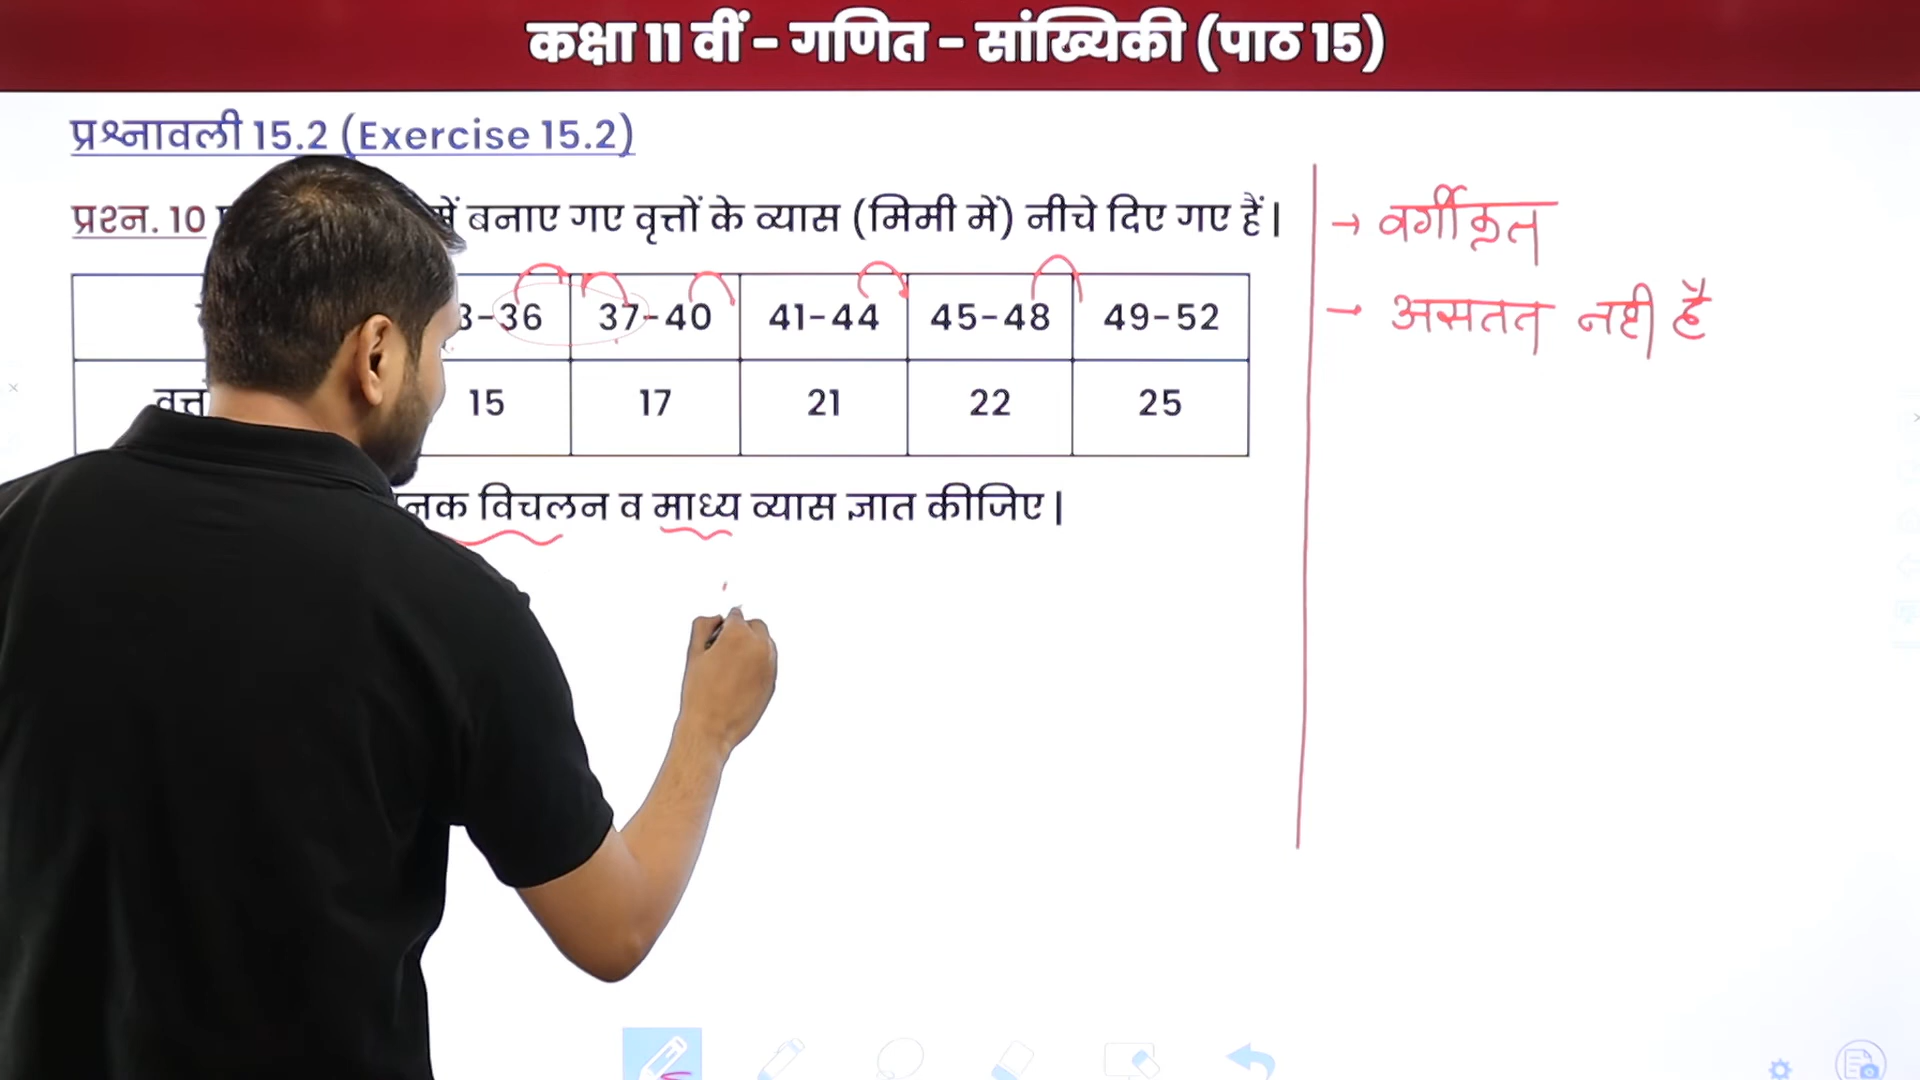 कक्षा 11 वीं - गणित - सांख्यिकी (पाठ 15)
प्रश्नावली 15.2 (Exercise 15.2)
प्रश्न. 10 में बनाए गए वृत्तों के व्यास (मिमी में) नीचे दिए गए हैं|
-36 37-40 41-44 45-48 49-52
15 17 21 22 25
विचलन व माध्य व्यास ज्ञात कीजिए|
→ वर्गीकृत
→ असतत नही है